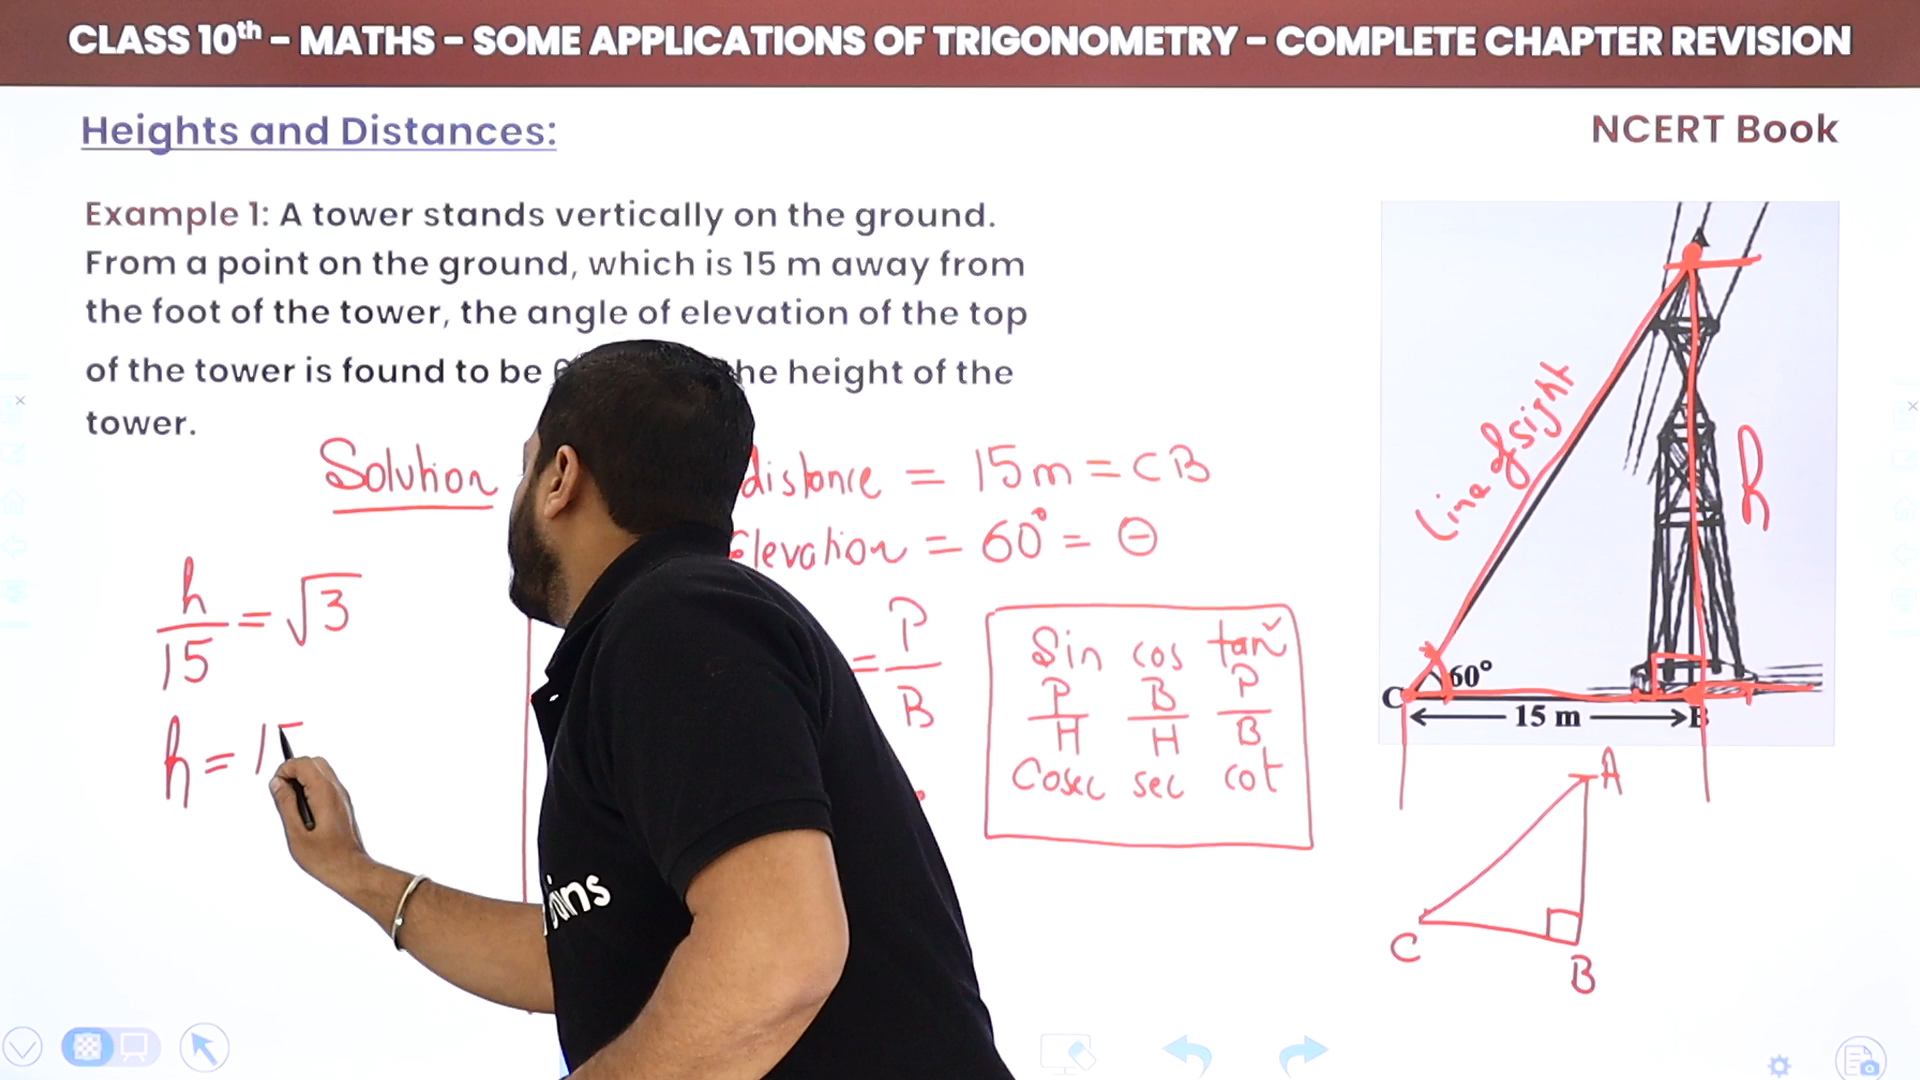 CLASS 10th - MATHS - SOME APPLICATIONS OF TRIGONOMETRY - COMPLETE CHAPTER REVISION
Heights and Distances:
NCERT Book
Example 1: A tower stands vertically on the ground.
From a point on the ground, which is 15 m away from
the foot of the tower, the angle of elevation of the top
of the tower is found to be he height of the
tower.
Solution
distance = 15m = CB
Elevation = 60° = θ
h/15 = √3
h = 15
= P/B
Sin cos tan
P/H B/H P/B
Cosec sec cot
Line of sight
h
60°
C
15 m
B
A
C
B